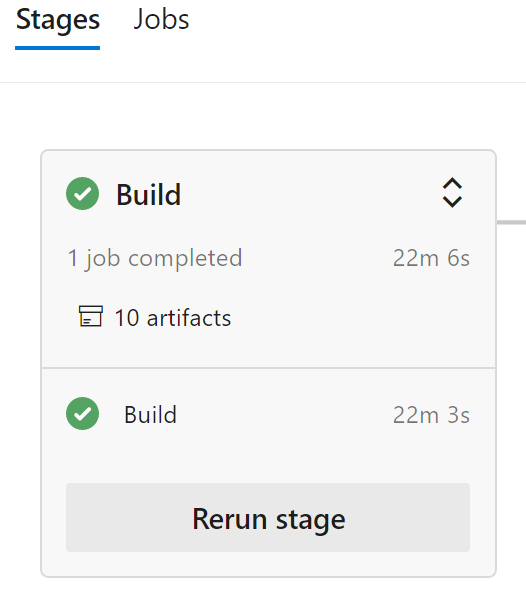 Stages Jobs
Build
1 job completed 22m 6s
10 artifacts
Build 22m 3s
Rerun stage